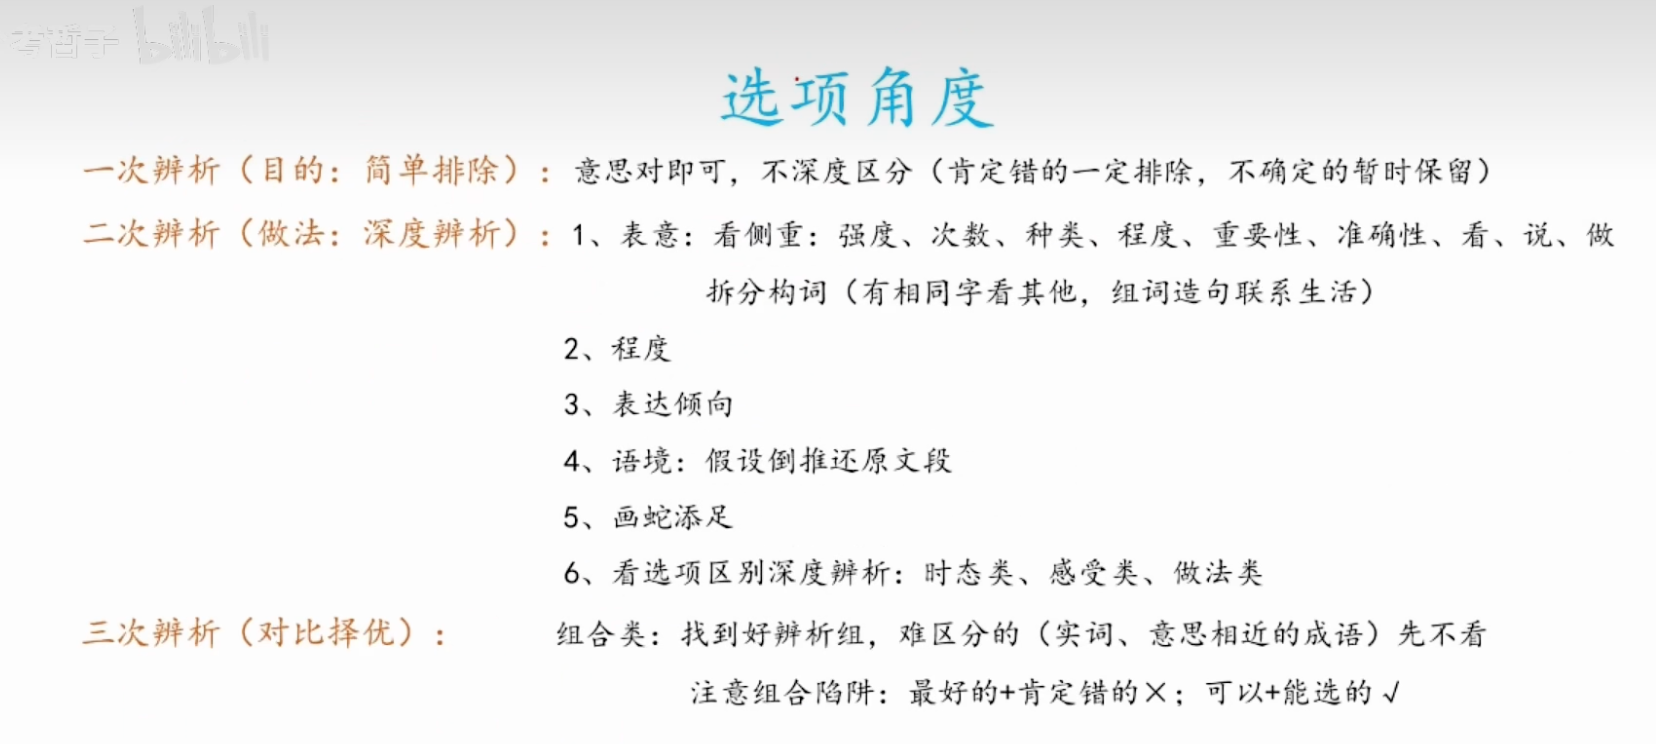 bilibili
选项角度
一次辨析（目的：简单排除）：意思对即可，不深度区分（肯定错的一定排除，不确定的暂时保留）
二次辨析（做法：深度辨析）：1、表意：看侧重：强度、次数、种类、程度、重要性、准确性、看、说、做
拆分构词（有相同字看其他，组词造句联系生活）
2、程度
3、表达倾向
4、语境：假设倒推还原文段
5、画蛇添足
6、看选项区别深度辨析：时态类、感受类、做法类
三次辨析（对比择优）：组合类：找到好辨析组，难区分的（实词、意思相近的成语）先不看
注意组合陷阱：最好的+肯定错的×；可以+能选的√